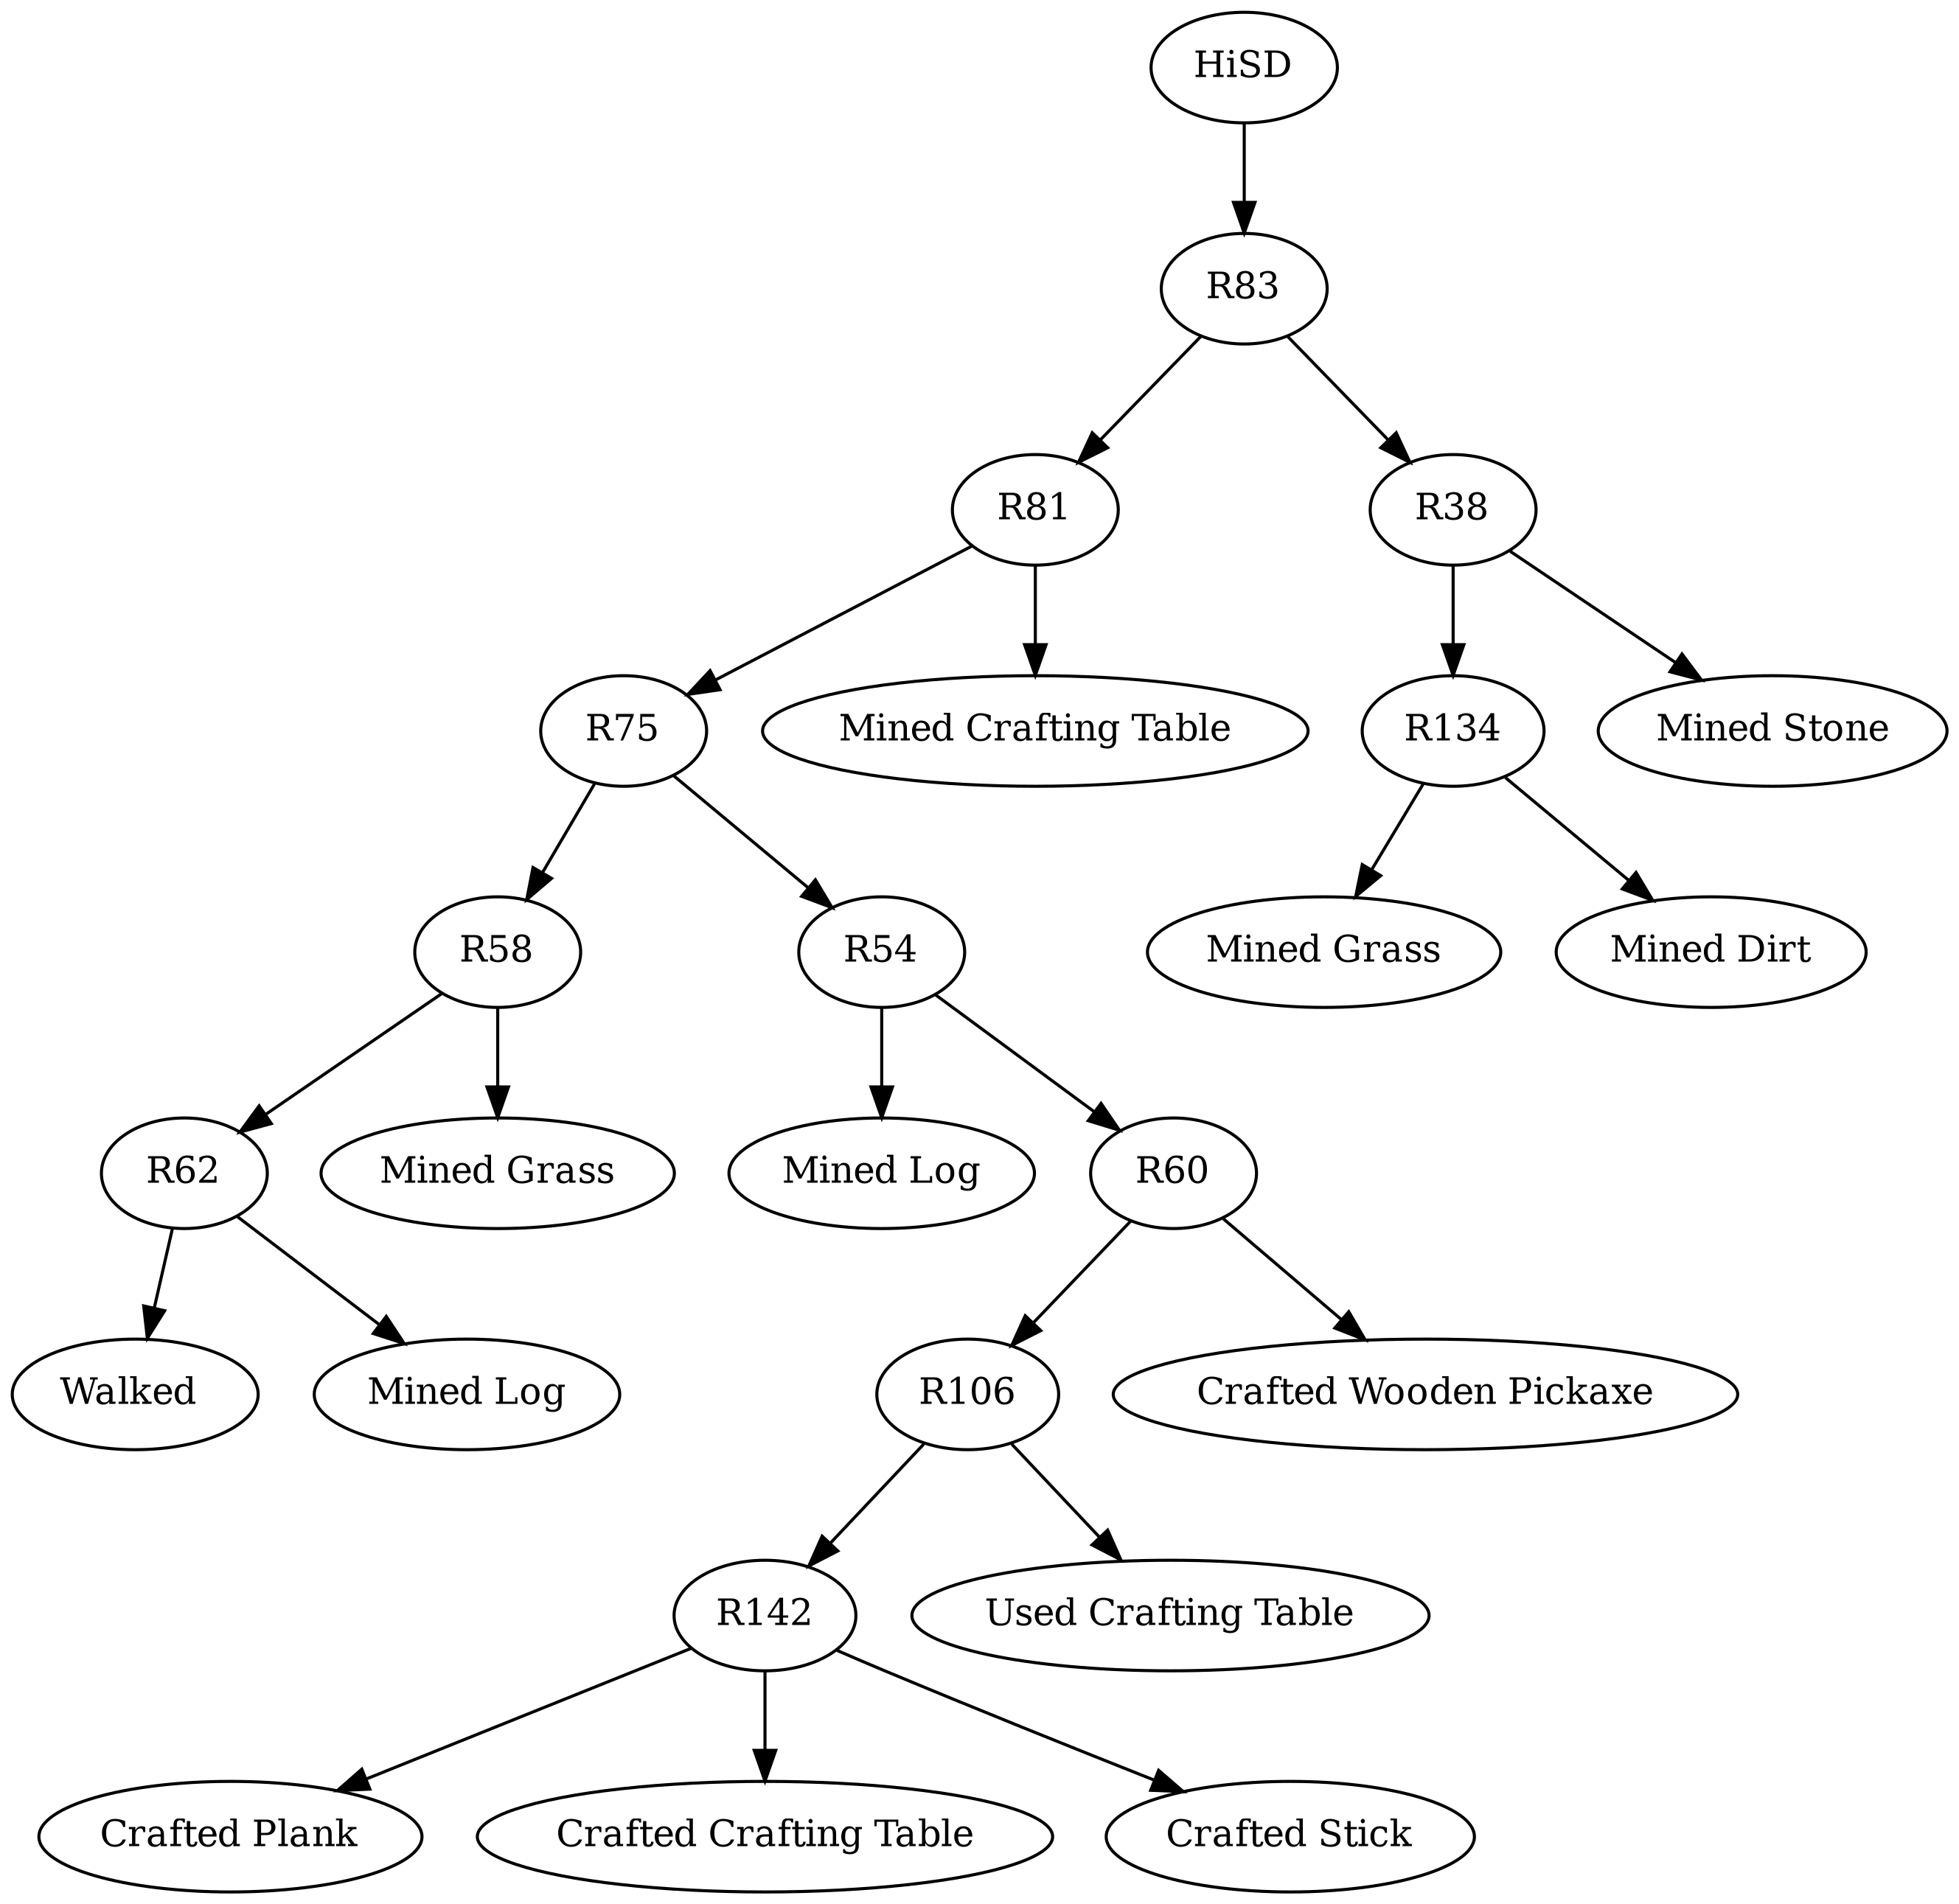 HiSD
R83
R81
R38
R75
Mined Crafting Table
R134
Mined Stone
R58
R54
Mined Grass
Mined Dirt
R62
Mined Grass
Mined Log
R60
Walked
Mined Log
R106
Crafted Wooden Pickaxe
R142
Used Crafting Table
Crafted Plank
Crafted Crafting Table
Crafted Stick